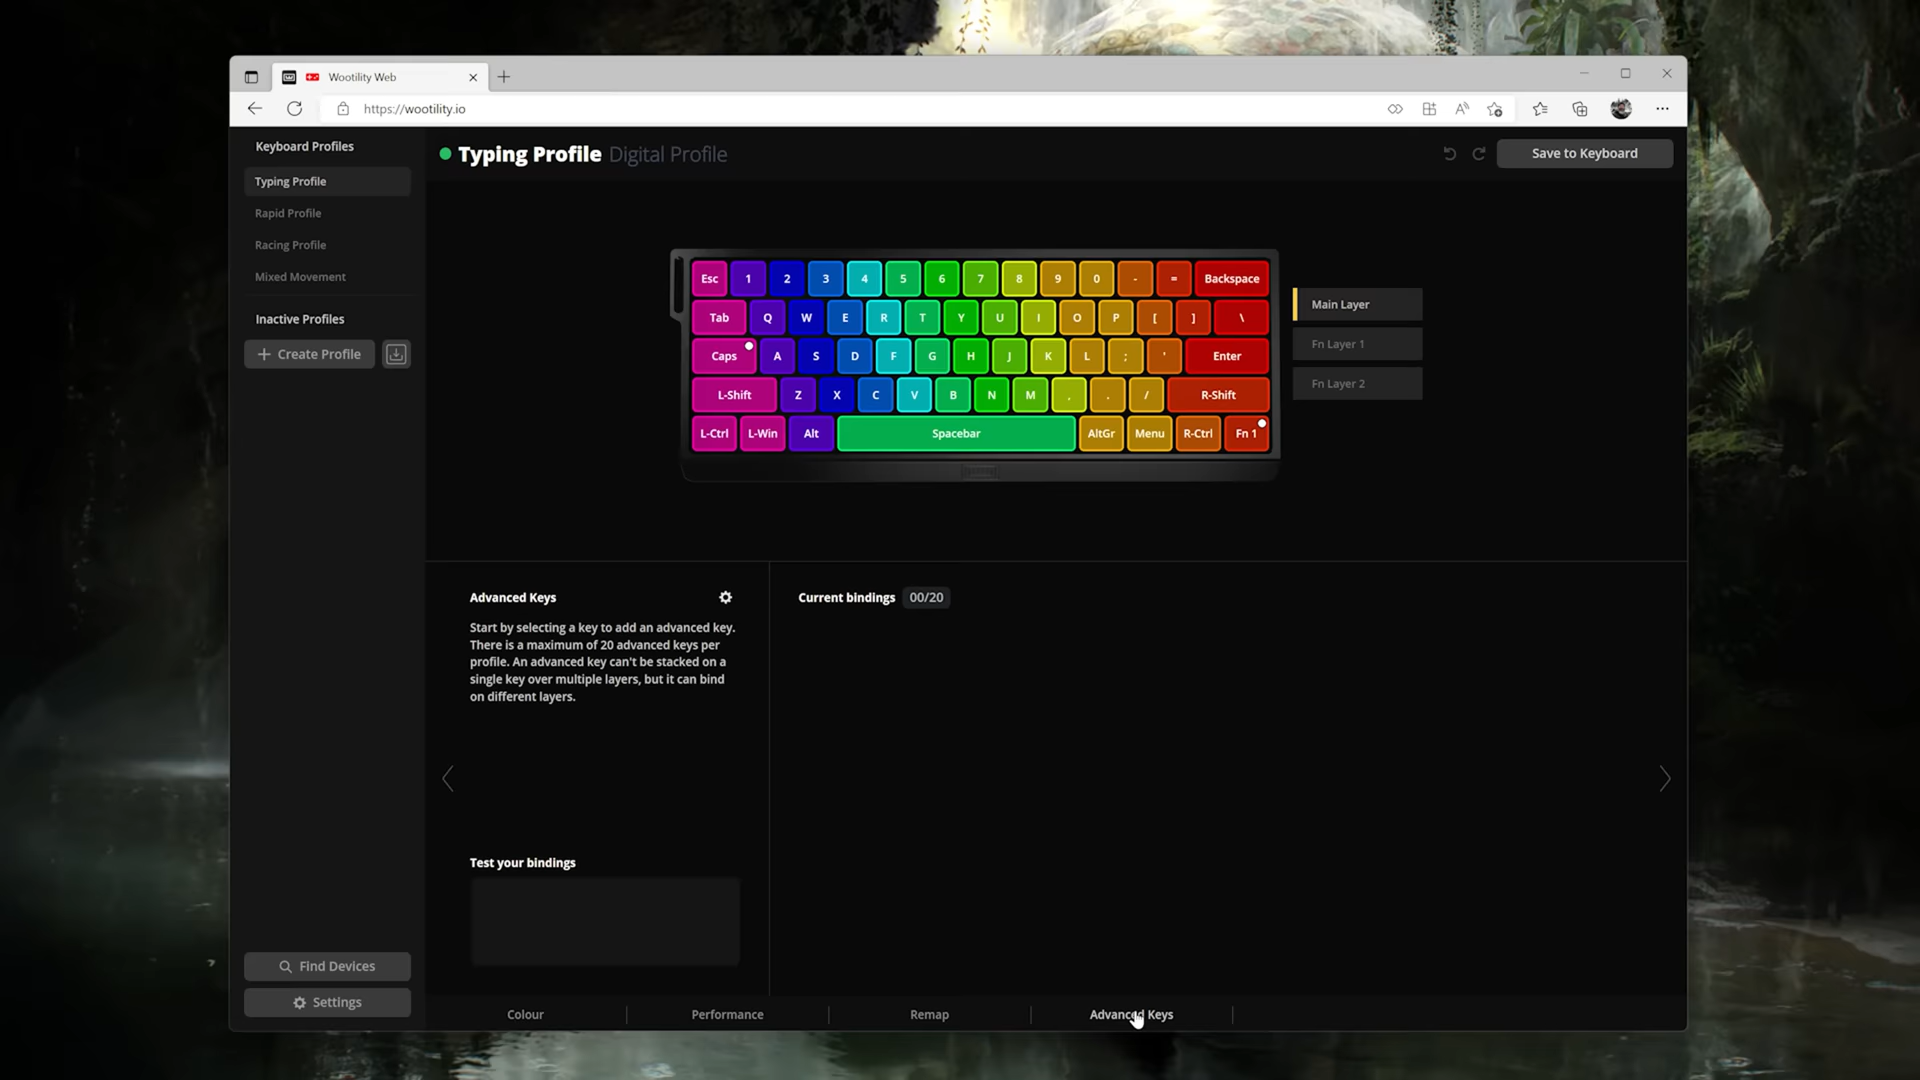 Wootility Web
https://wootility.io
Keyboard Profiles
Typing Profile
Rapid Profile
Racing Profile
Mixed Movement
Inactive Profiles
+ Create Profile
Find Devices
Settings
Typing Profile Digital Profile
Save to Keyboard
Esc 1 2 3 4 5 6 7 8 9 0 - = Backspace
Tab Q W E R T Y U I O P [ ] \
Caps A S D F G H J K L ; ' Enter
L-Shift Z X C V B N M , . / R-Shift
L-Ctrl L-Win Alt Spacebar AltGr Menu R-Ctrl Fn 1
Main Layer
Fn Layer 1
Fn Layer 2
Advanced Keys
Start by selecting a key to add an advanced key.
There is a maximum of 20 advanced keys per
profile. An advanced key can't be stacked on a
single key over multiple layers, but it can bind
on different layers.
Test your bindings
Current bindings 00/20
Colour
Performance
Remap
Advanced Keys